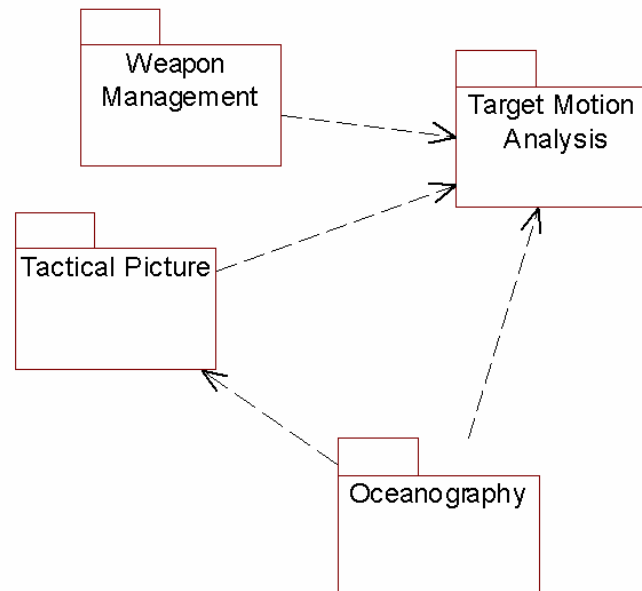 Weapon
Management
Target Motion
Analysis
Tactical Picture
Oceanography